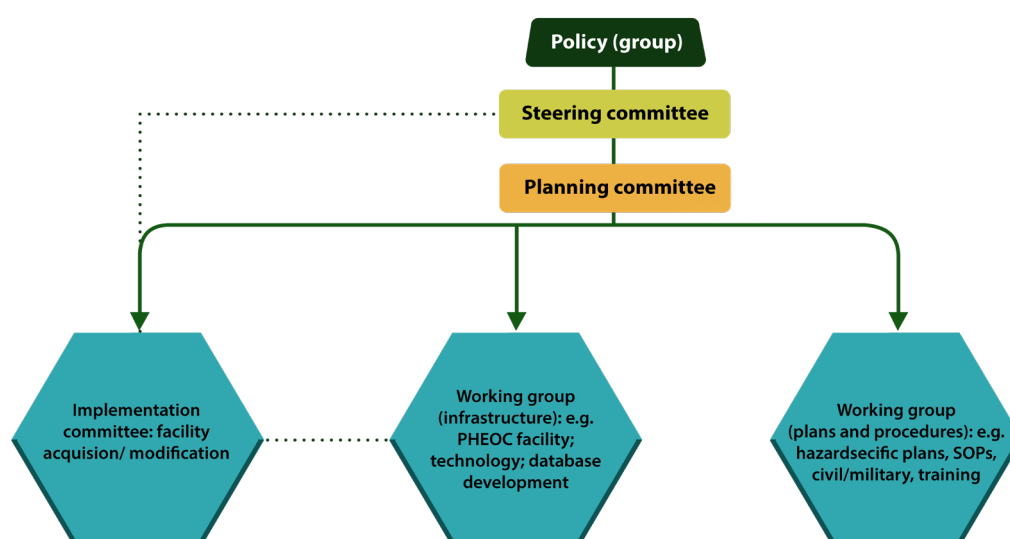 Policy (group)
Steering committee
Planning committee
Implementation
committee: facility
acquision/ modification
Working group
(infrastructure): e.g.
PHEOC facility;
technology; database
development
Working group
(plans and procedures): e.g.
hazardsecific plans, SOPs,
civil/military, training